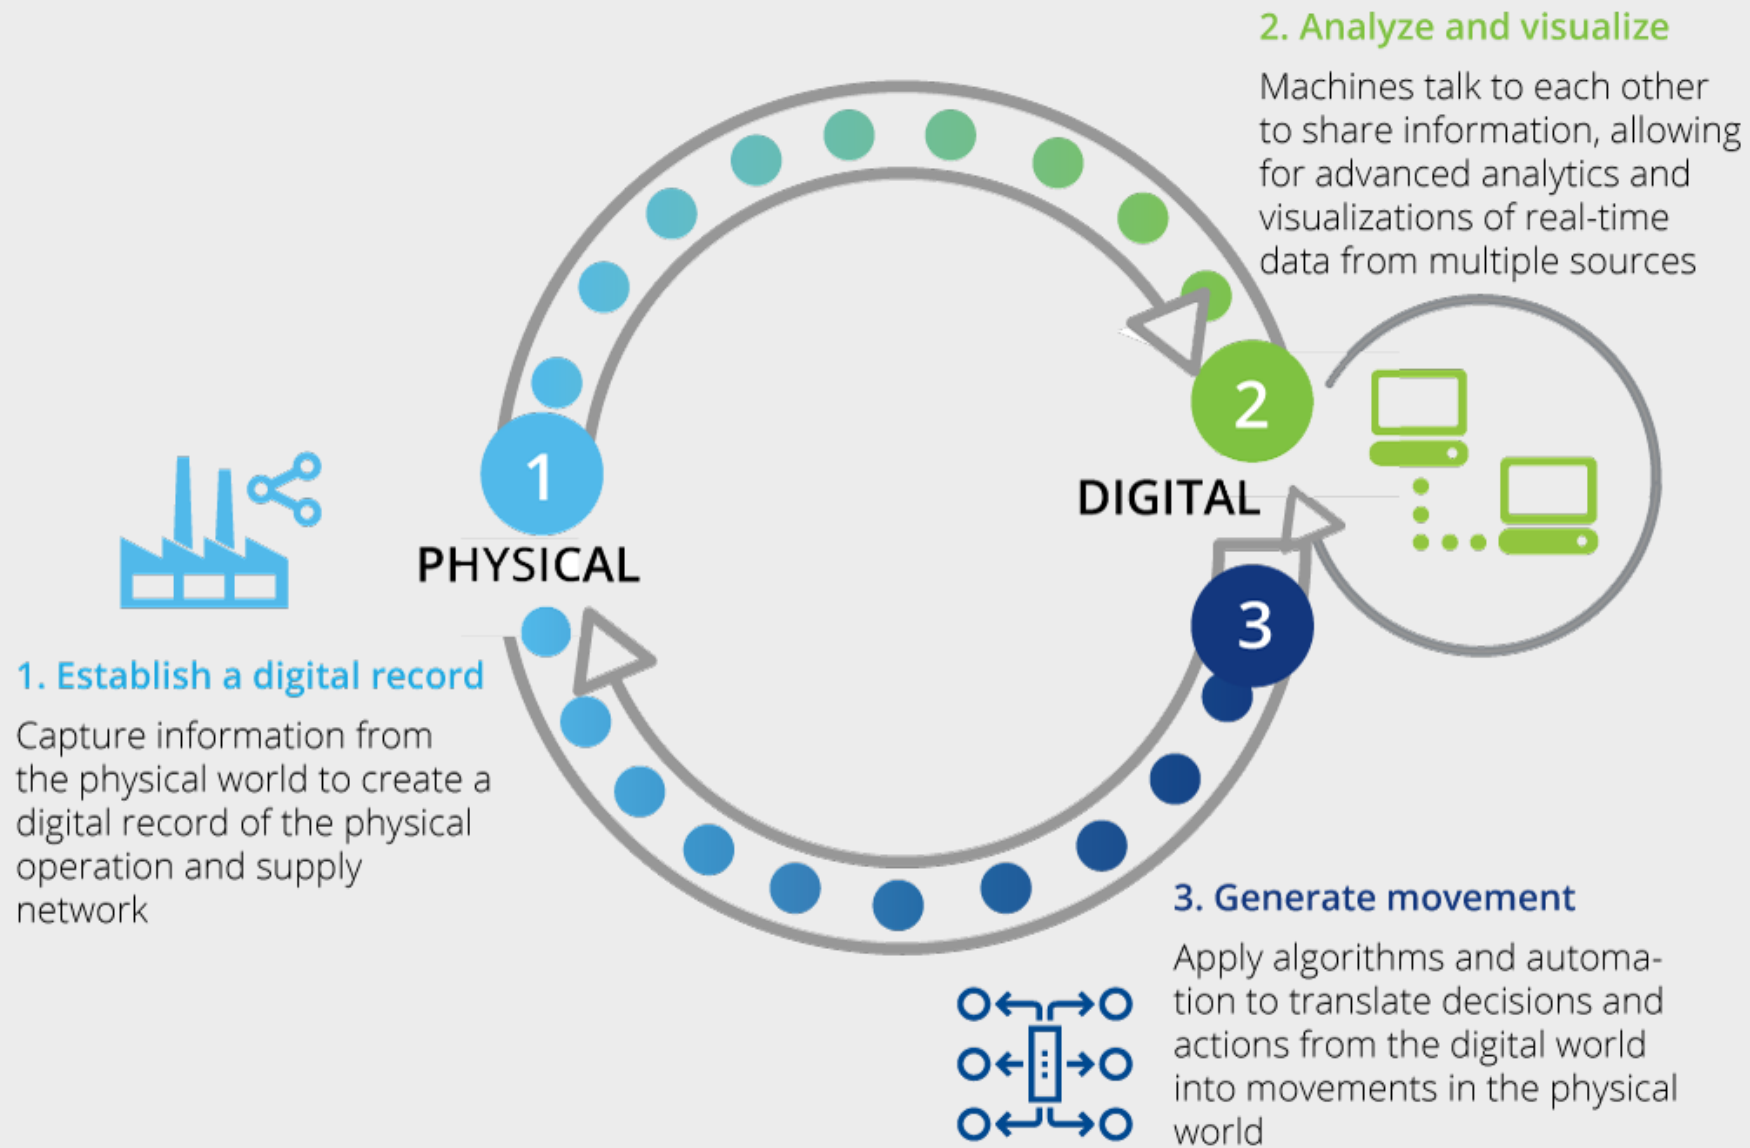 2. Analyze and visualize
Machines talk to each other
to share information, allowing
for advanced analytics and
visualizations of real-time
data from multiple sources
2
DIGITAL
1
PHYSICAL
3
1. Establish a digital record
Capture information from
the physical world to create a
digital record of the physical
operation and supply
network
3. Generate movement
Apply algorithms and automa-
tion to translate decisions and
actions from the digital world
into movements in the physical
world